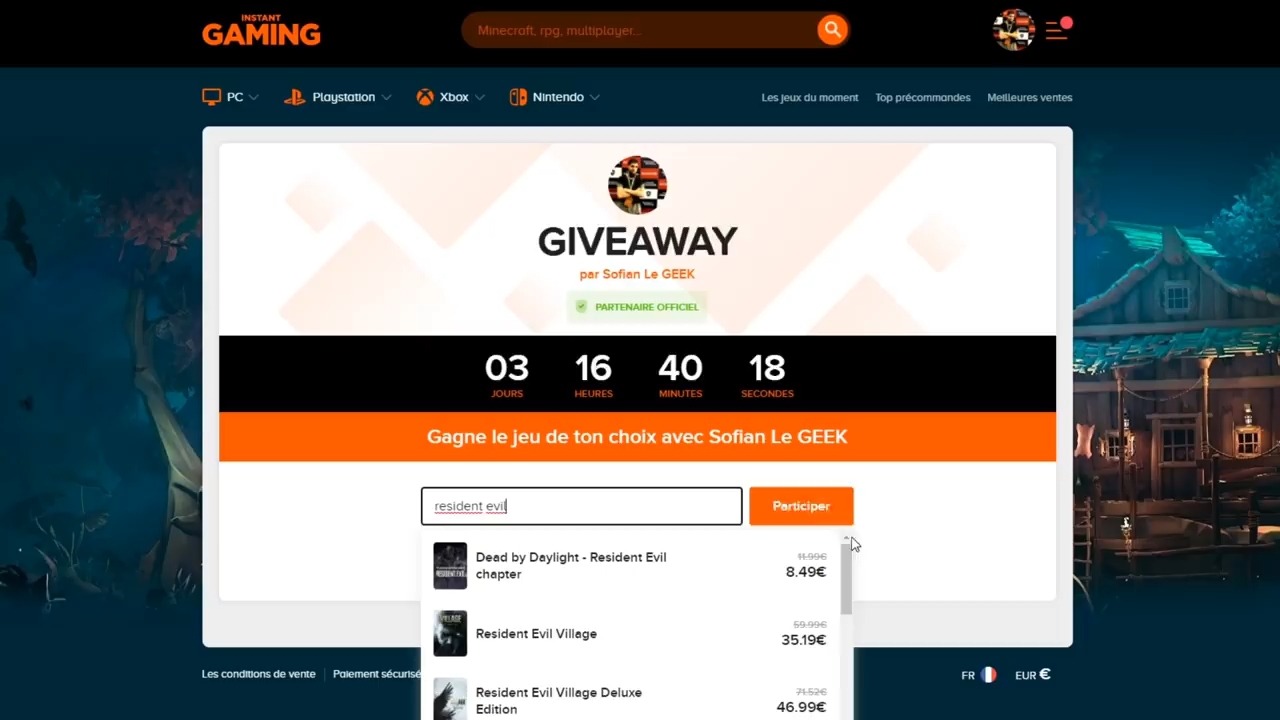 INSTANT
GAMING
Minecraft, rpg, multiplayer...
PC
Playstation
Xbox
Nintendo
Les jeux du moment
Top précommandes
Meilleures ventes
GIVEAWAY
par Sofian Le GEEK
PARTENAIRE OFFICIEL
03
16
40
18
JOURS
HEURES
MINUTES
SECONDES
Gagne le jeu de ton choix avec Sofian Le GEEK
resident evil
Participer
Dead by Daylight - Resident Evil
chapter
11.99€
8.49€
VILLAGE
Resident Evil Village
59.99€
35.19€
Resident Evil Village Deluxe
Edition
71.52€
46.99€
Les conditions de vente
Paiement sécurisé
FR
EUR €